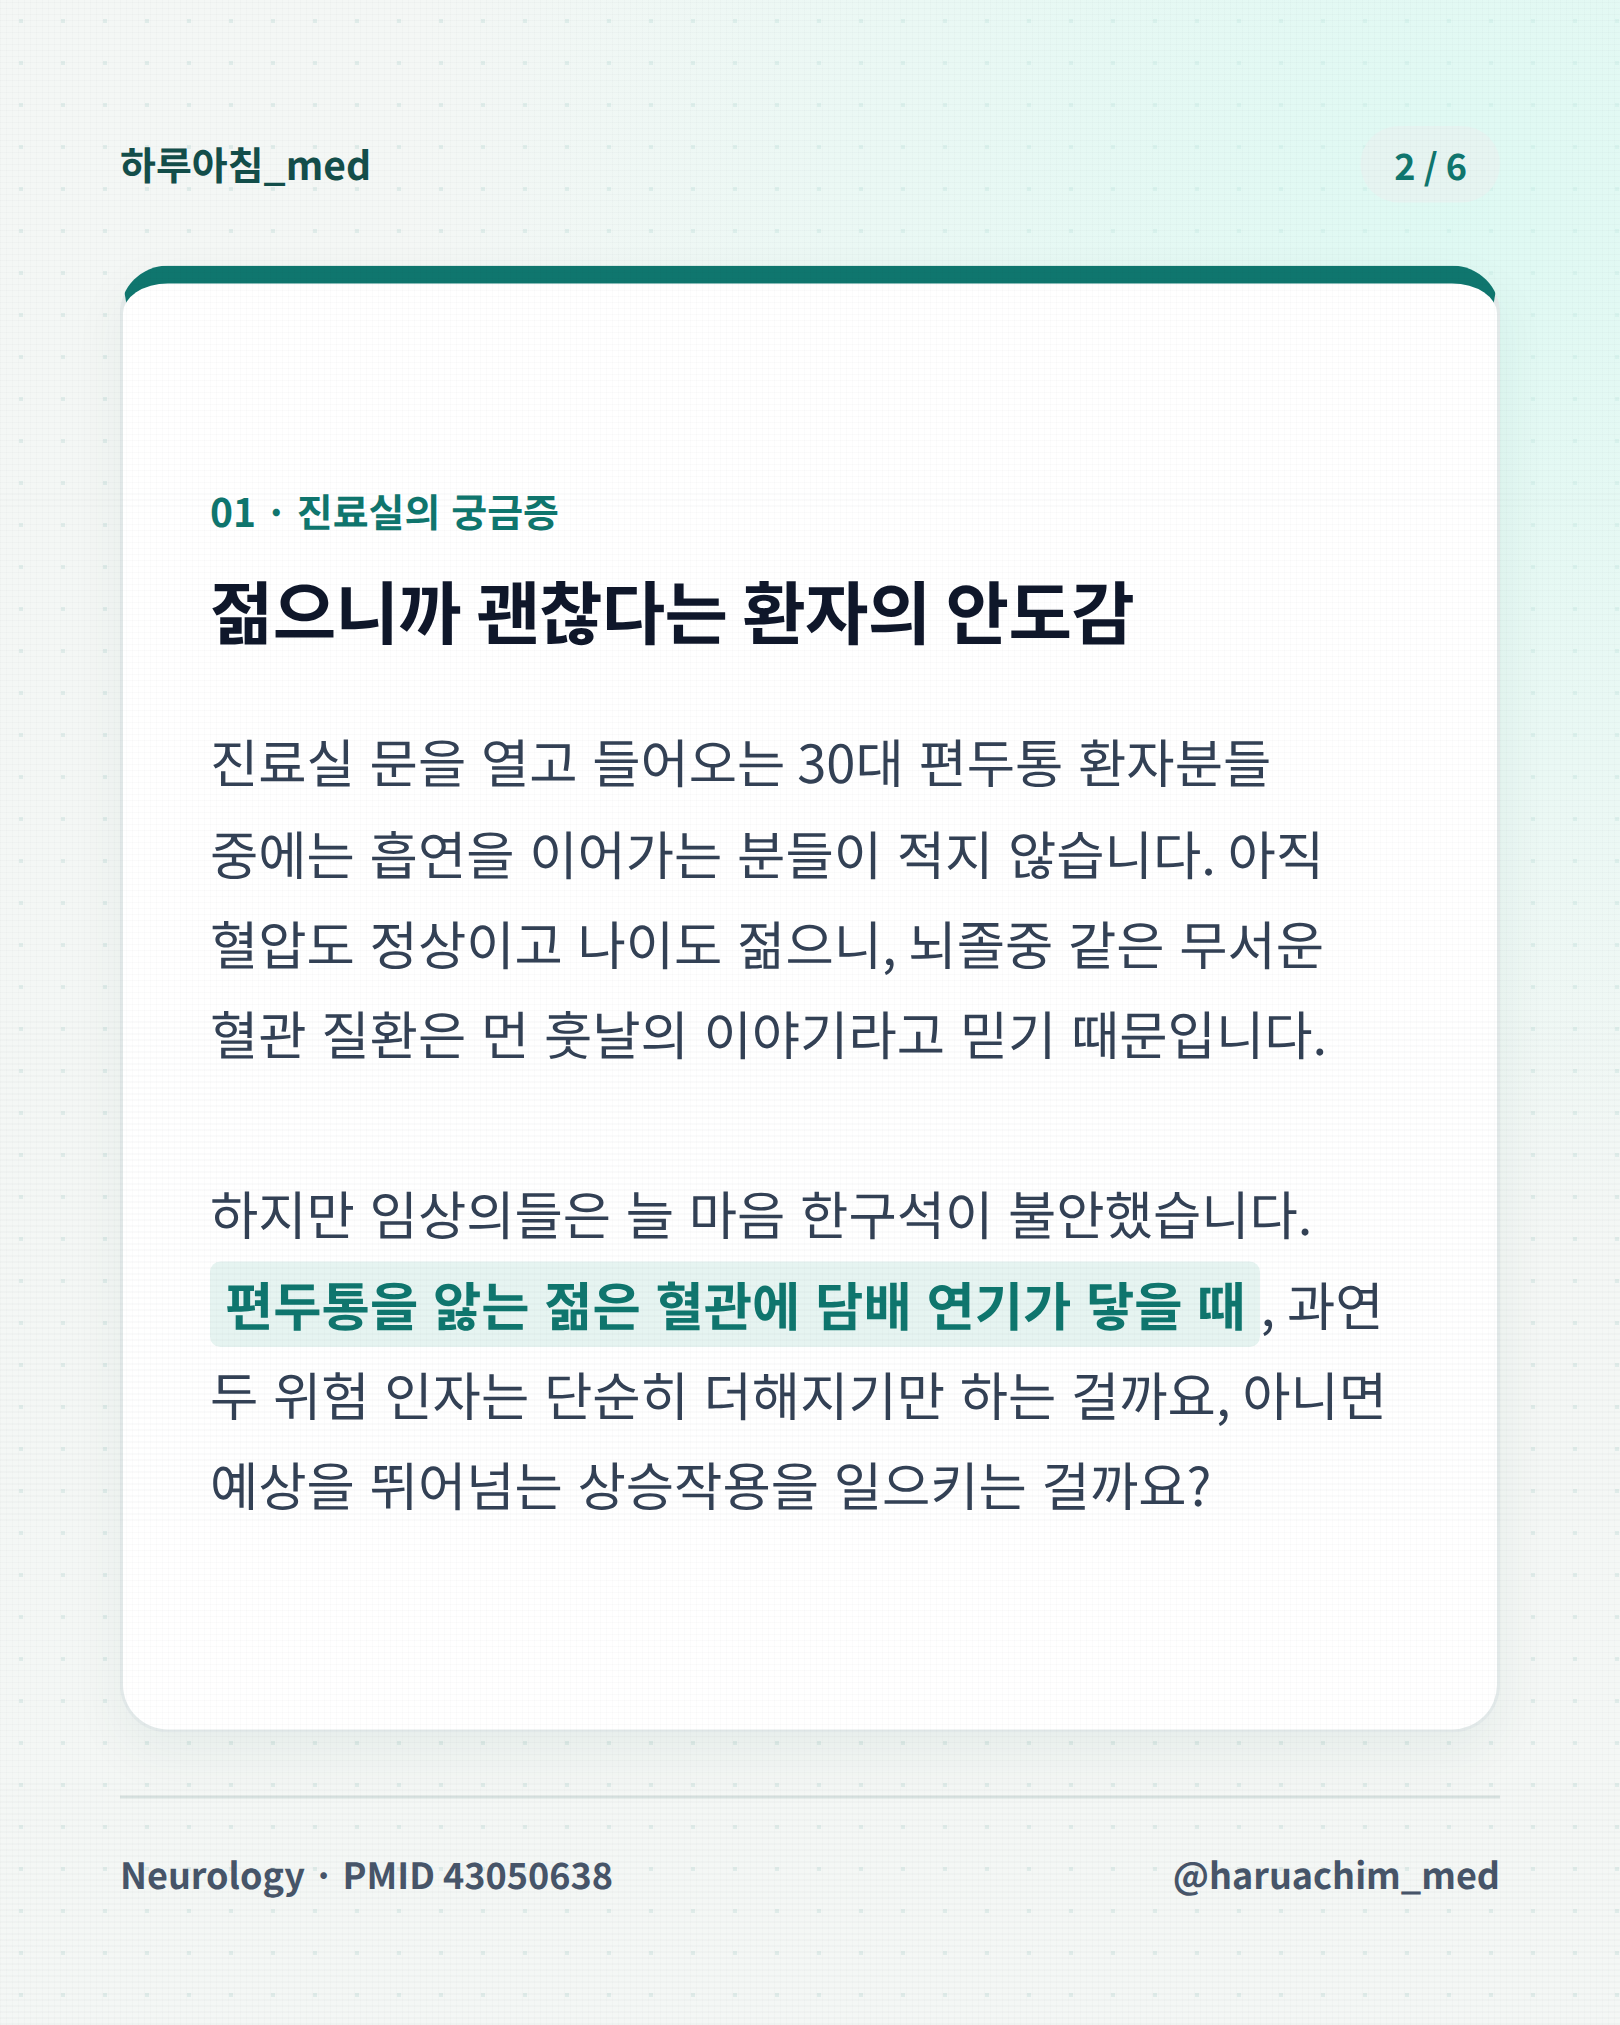 하루아침_med
2 / 6
01 · 진료실의 궁금증
젊으니까 괜찮다는 환자의 안도감
진료실 문을 열고 들어오는 30대 편두통 환자분들
중에는 흡연을 이어가는 분들이 적지 않습니다. 아직
혈압도 정상이고 나이도 젊으니, 뇌졸중 같은 무서운
혈관 질환은 먼 훗날의 이야기라고 믿기 때문입니다.
하지만 임상의들은 늘 마음 한구석이 불안했습니다.
편두통을 앓는 젊은 혈관에 담배 연기가 닿을 때, 과연
두 위험 인자는 단순히 더해지기만 하는 걸까요, 아니면
예상을 뛰어넘는 상승작용을 일으키는 걸까요?
Neurology · PMID 43050638
@haruachim_med